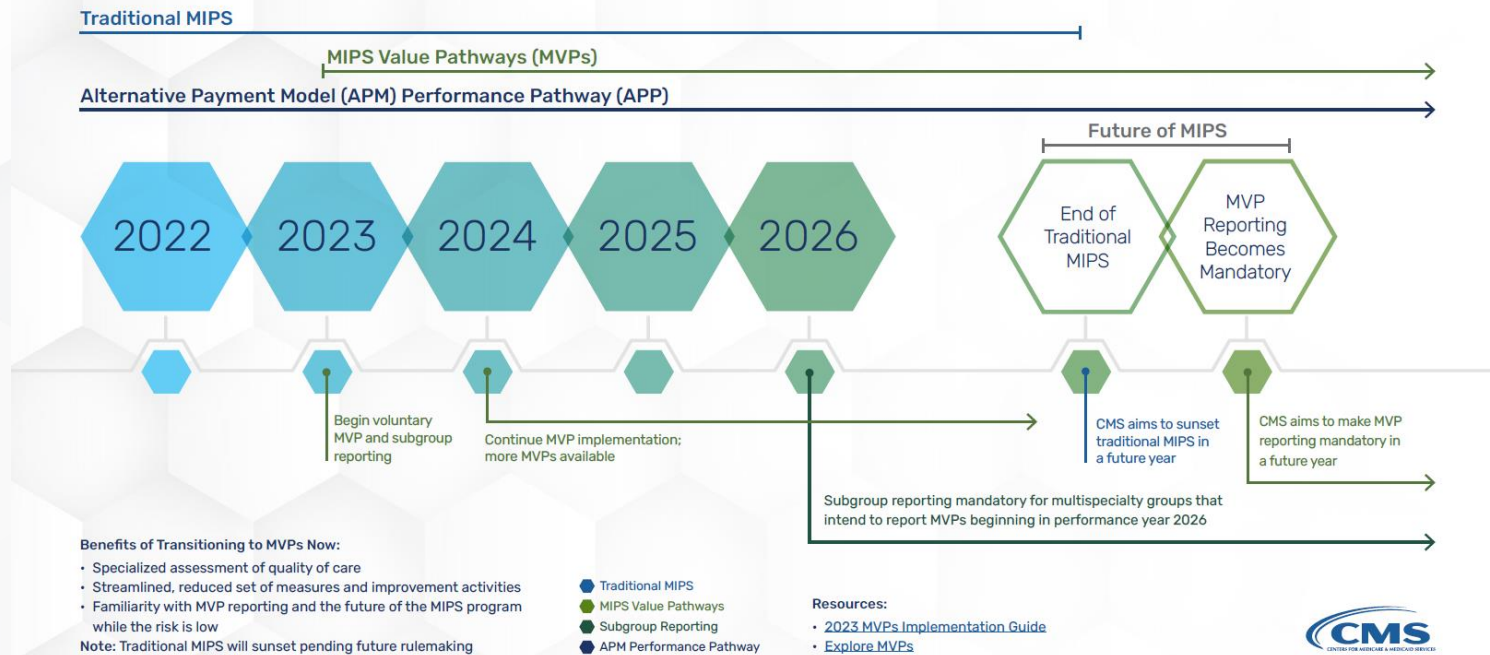 Traditional MIPS
MIPS Value Pathways (MVPs)
Alternative Payment Model (APM) Performance Pathway (APP)
Future of MIPS
2022
2023
2024
2025
2026
End of
Traditional
MIPS
MVP
Reporting
Becomes
Mandatory
Begin voluntary
MVP and subgroup
reporting
Continue MVP implementation;
more MVPs available
CMS aims to sunset
traditional MIPS in
a future year
CMS aims to make MVP
reporting mandatory in
a future year
Subgroup reporting mandatory for multispecialty groups that
intend to report MVPs beginning in performance year 2026
Benefits of Transitioning to MVPs Now:
• Specialized assessment of quality of care
• Streamlined, reduced set of measures and improvement activities
• Familiarity with MVP reporting and the future of the MIPS program
while the risk is low
Note: Traditional MIPS will sunset pending future rulemaking
Traditional MIPS
MIPS Value Pathways
Subgroup Reporting
APM Performance Pathway
Resources:
• 2023 MVPs Implementation Guide
• Explore MVPs
CMS
CENTERS FOR MEDICARE & MEDICAID SERVICES